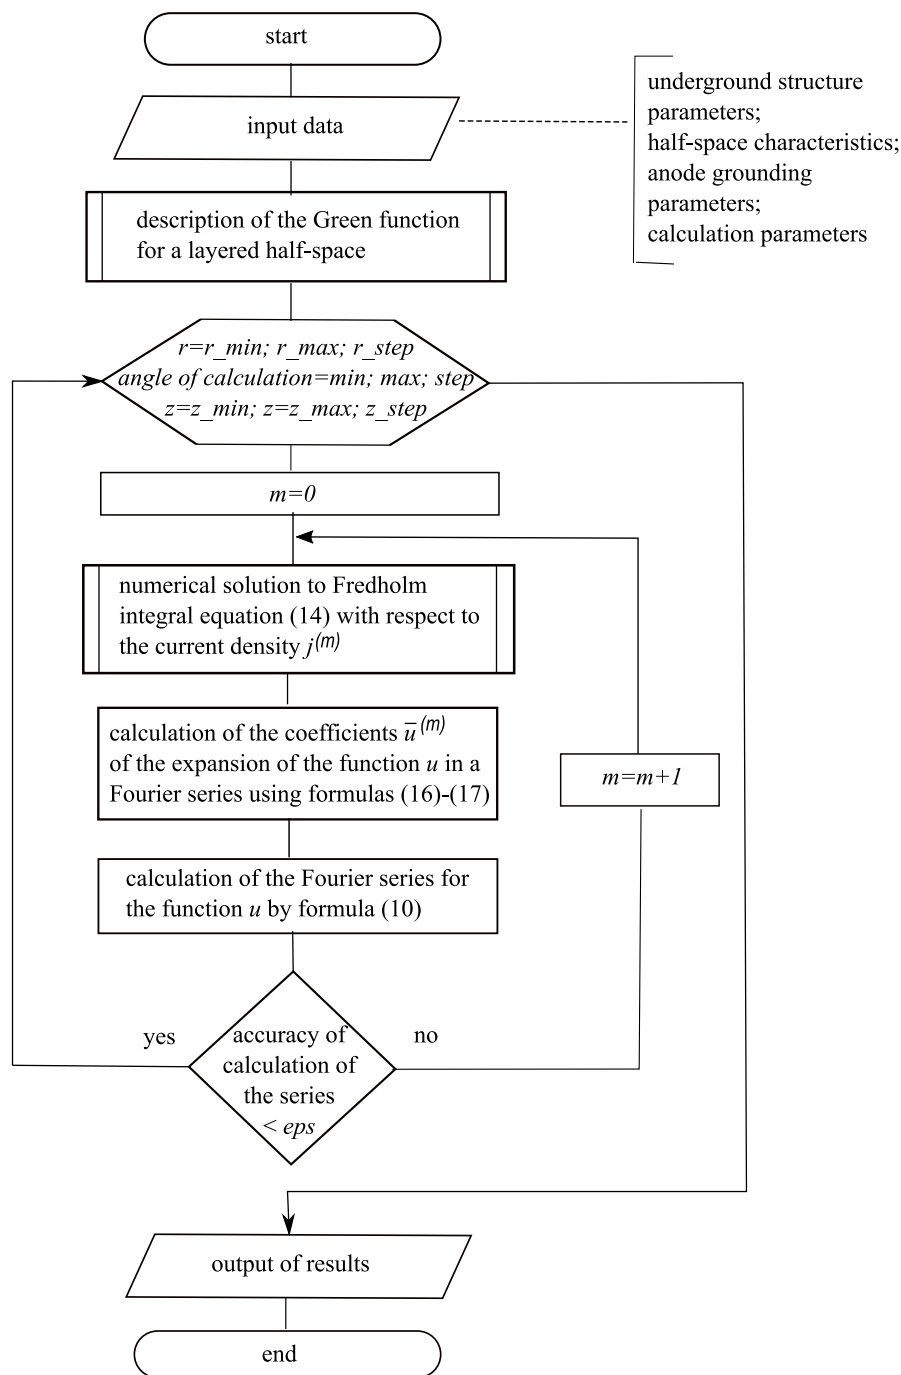 start
input data
underground structure
parameters;
half-space characteristics;
anode grounding
parameters;
calculation parameters
description of the Green function
for a layered half-space
r=r_min; r_max; r_step
angle of calculation=min; max; step
z=z_min; z=z_max; z_step
m=0
numerical solution to Fredholm
integral equation (14) with respect to
the current density j⁽ᵐ⁾
calculation of the coefficients ū⁽ᵐ⁾
of the expansion of the function u in a
Fourier series using formulas (16)-(17)
m=m+1
calculation of the Fourier series for
the function u by formula (10)
yes
no
accuracy of
calculation of
the series
< eps
output of results
end